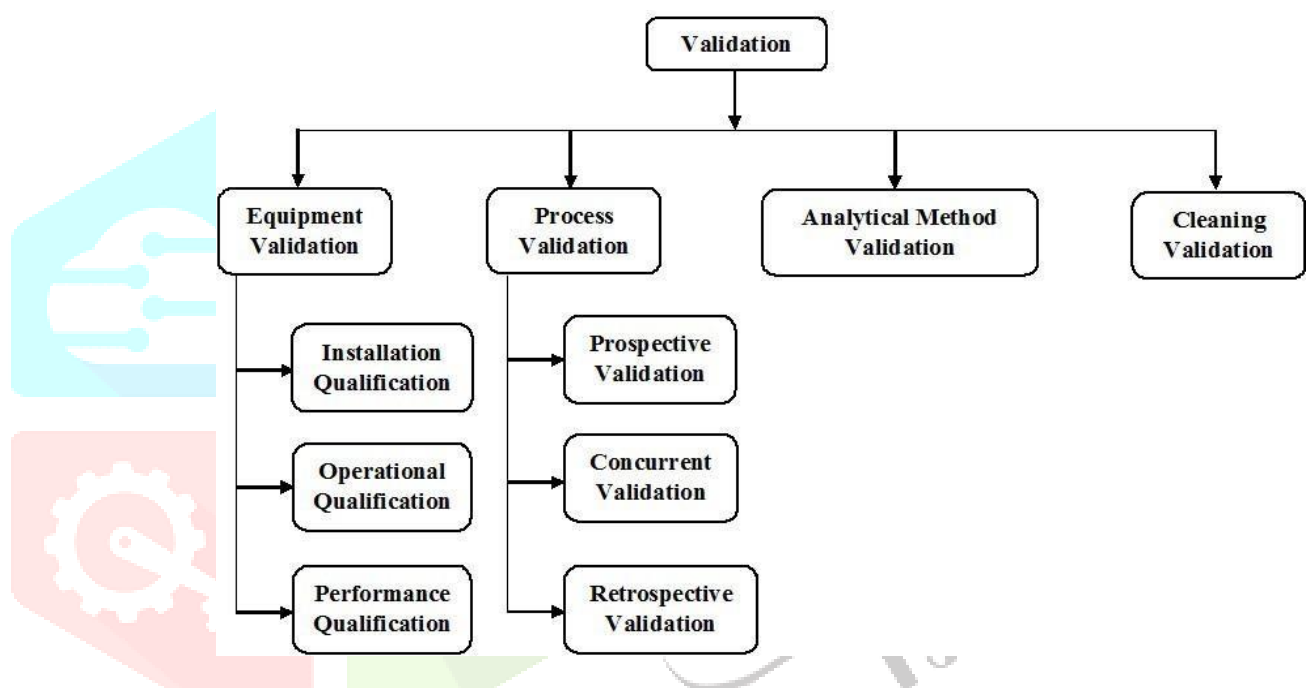 Validation
Equipment
Validation
Process
Validation
Analytical Method
Validation
Cleaning
Validation
Installation
Qualification
Operational
Qualification
Performance
Qualification
Prospective
Validation
Concurrent
Validation
Retrospective
Validation